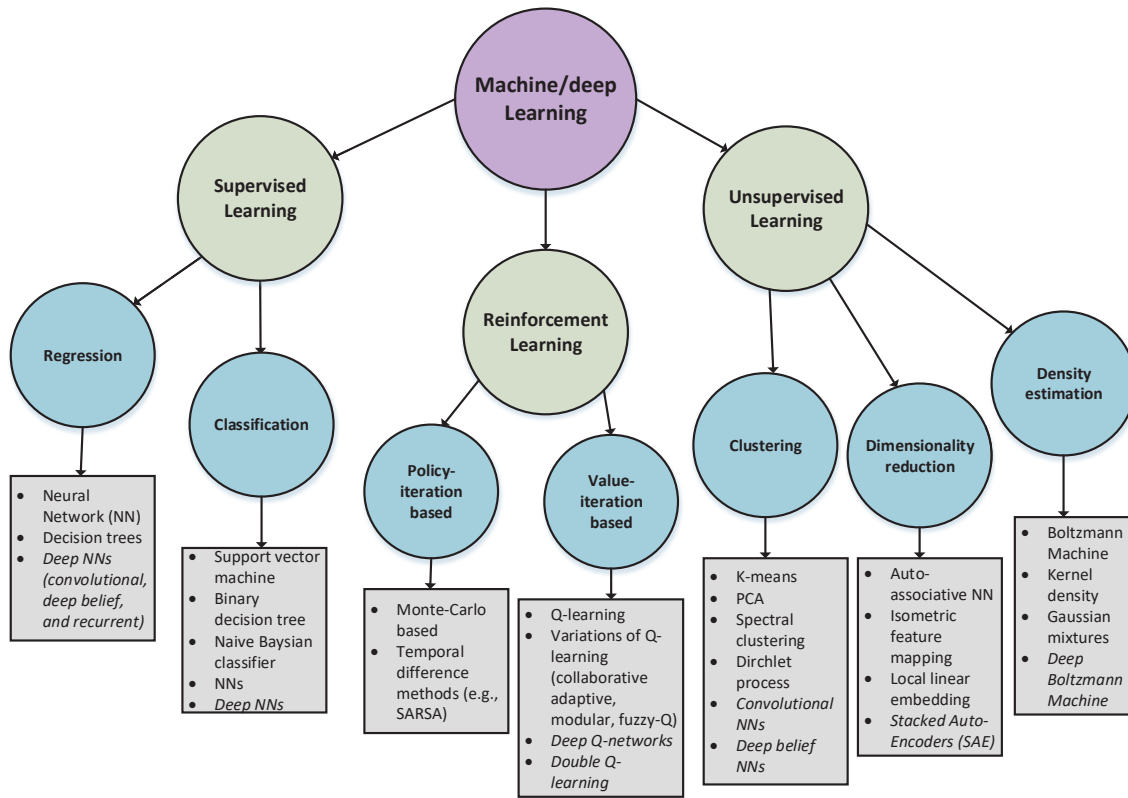 Machine/deep
Learning
Supervised
Learning
Unsupervised
Learning
Reinforcement
Learning
Regression
Classification
Policy-
iteration
based
Value-
iteration
based
Clustering
Dimensionality
reduction
Density
estimation
• Neural
Network (NN)
• Decision trees
• Deep NNs
(convolutional,
deep belief,
and recurrent)
• Support vector
machine
• Binary
decision tree
• Naive Baysian
classifier
• NNs
• Deep NNs
• Monte-Carlo
based
• Temporal
difference
methods (e.g.,
SARSA)
• Q-learning
• Variations of Q-
learning
(collaborative
adaptive,
modular, fuzzy-Q)
• Deep Q-networks
• Double Q-
learning
• K-means
• PCA
• Spectral
clustering
• Dirchlet
process
• Convolutional
NNs
• Deep belief
NNs
• Auto-
associative NN
• Isometric
feature
mapping
• Local linear
embedding
• Stacked Auto-
Encoders (SAE)
• Boltzmann
Machine
• Kernel
density
• Gaussian
mixtures
• Deep
Boltzmann
Machine